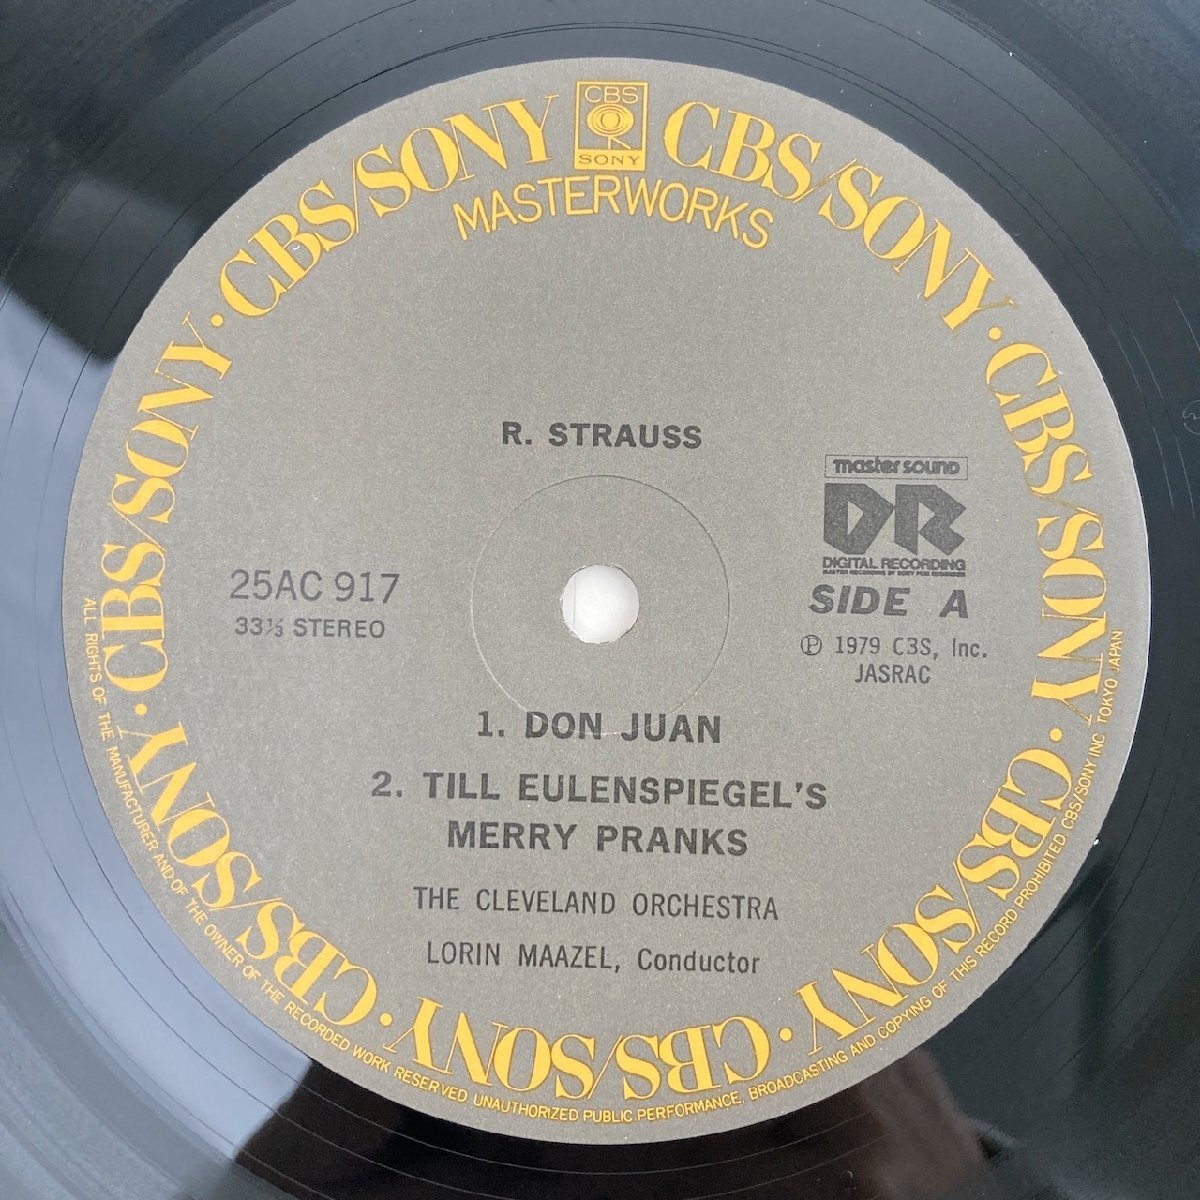 CBS/SONY · CBS/SONY · CBS/SONY · CBS/SONY · CBS/SONY · CBS/SONY · CBS/SONY · CBS/SONY
CBS
SONY
MASTERWORKS
R. STRAUSS
master sound
DR
DIGITAL RECORDING
25AC 917
33⅓ STEREO
SIDE A
℗ 1979 CBS, Inc.
JASRAC
1. DON JUAN
2. TILL EULENSPIEGEL'S
MERRY PRANKS
THE CLEVELAND ORCHESTRA
LORIN MAAZEL, Conductor
ALL RIGHTS OF THE MANUFACTURER AND OF THE OWNER OF THE RECORDED WORK RESERVED UNAUTHORIZED PUBLIC PERFORMANCE, BROADCASTING AND COPYING OF THIS RECORD PROHIBITED CBS/SONY INC TOKYO JAPAN